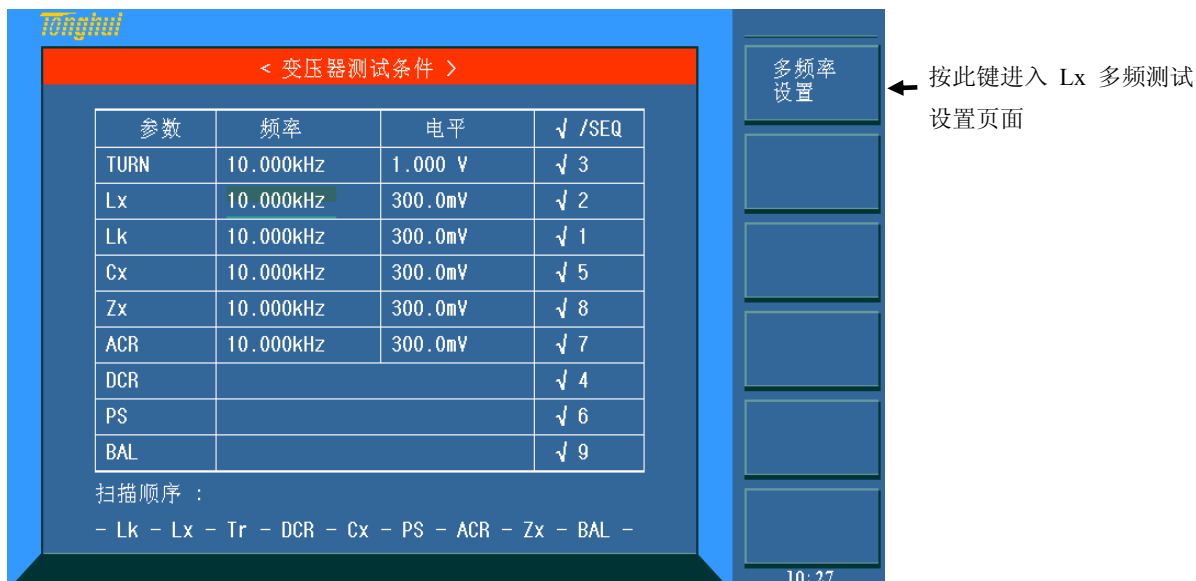 Tonghui
< 变压器测试条件 >
参数 频率 电平 √ /SEQ
TURN 10.000kHz 1.000 V √ 3
Lx 10.000kHz 300.0mV √ 2
Lk 10.000kHz 300.0mV √ 1
Cx 10.000kHz 300.0mV √ 5
Zx 10.000kHz 300.0mV √ 8
ACR 10.000kHz 300.0mV √ 7
DCR √ 4
PS √ 6
BAL √ 9
扫描顺序 :
- Lk - Lx - Tr - DCR - Cx - PS - ACR - Zx - BAL -
多频率
设置
10:27
按此键进入 Lx 多频测试
设置页面